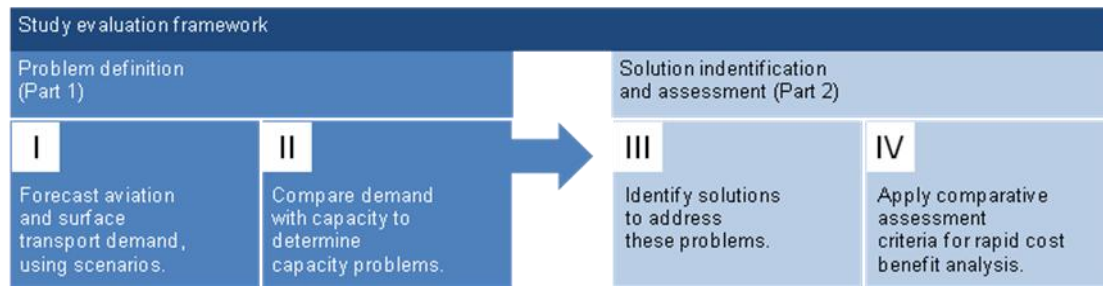 Study evaluation framework
Problem definition
(Part 1)
Solution indentification
and assessment (Part 2)
I
Forecast aviation
and surface
transport demand,
using scenarios.
II
Compare demand
with capacity to
determine
capacity problems.
III
Identify solutions
to address
these problems.
IV
Apply comparative
assessment
criteria for rapid cost
benefit analysis.